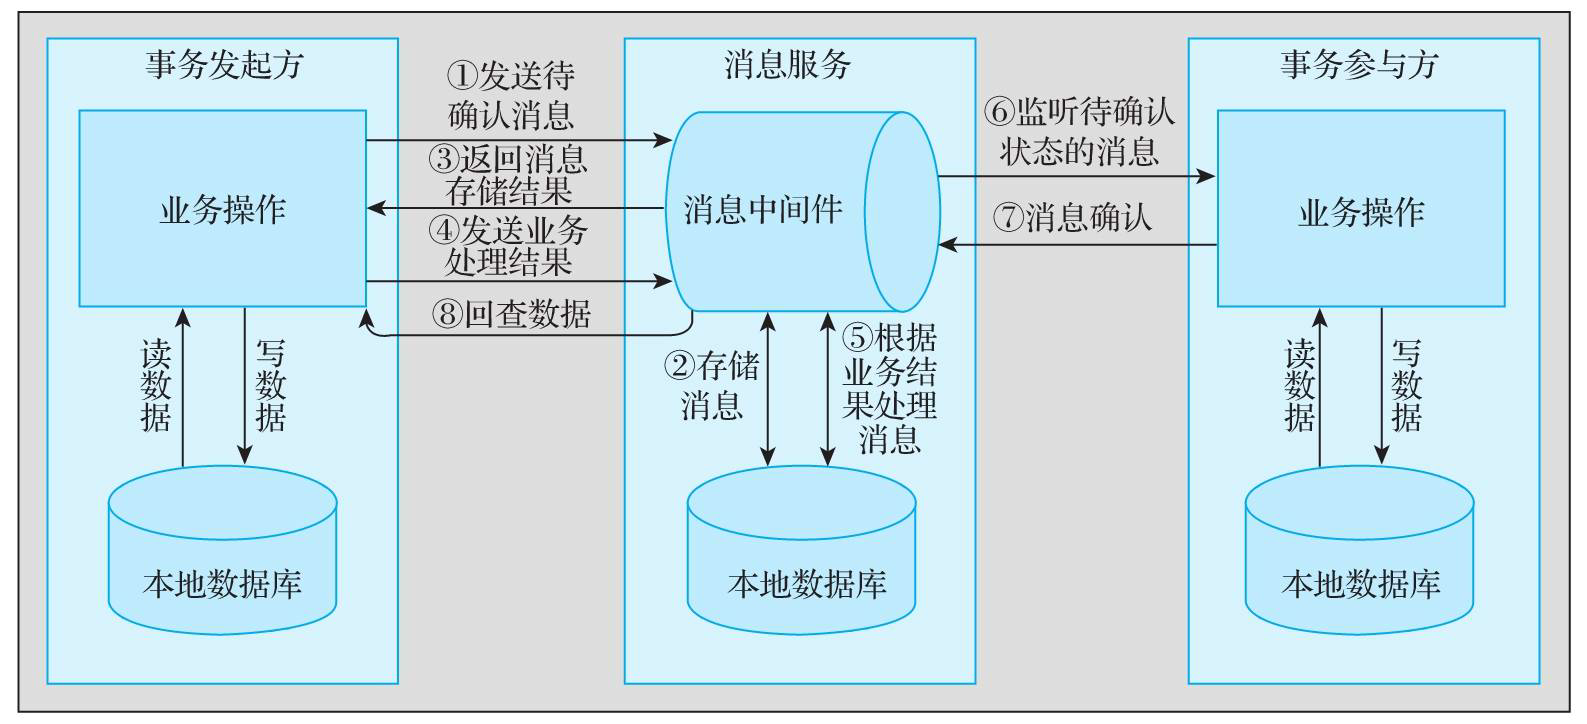 事务发起方
业务操作
读数据
写数据
本地数据库
①发送待
确认消息
③返回消息
存储结果
④发送业务
处理结果
⑧回查数据
消息服务
消息中间件
②存储
消息
⑤根据
业务结
果处理
消息
本地数据库
⑥监听待确认
状态的消息
⑦消息确认
事务参与方
业务操作
读数据
写数据
本地数据库